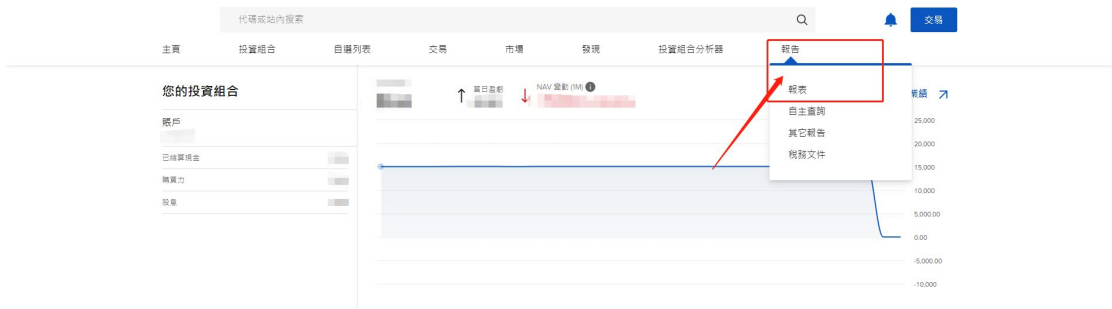 代碼或站內搜索
交易
主頁
投資組合
自選列表
交易
市場
發現
投資組合分析器
報告
您的投資組合
賬戶
已結算現金
購買力
股息
當日盈虧
NAV 變動 (1M)
業績
報表
自主查詢
其它報告
稅務文件
25,000
20,000
15,000
10,000
5,000.00
0.00
-5,000.00
-10,000